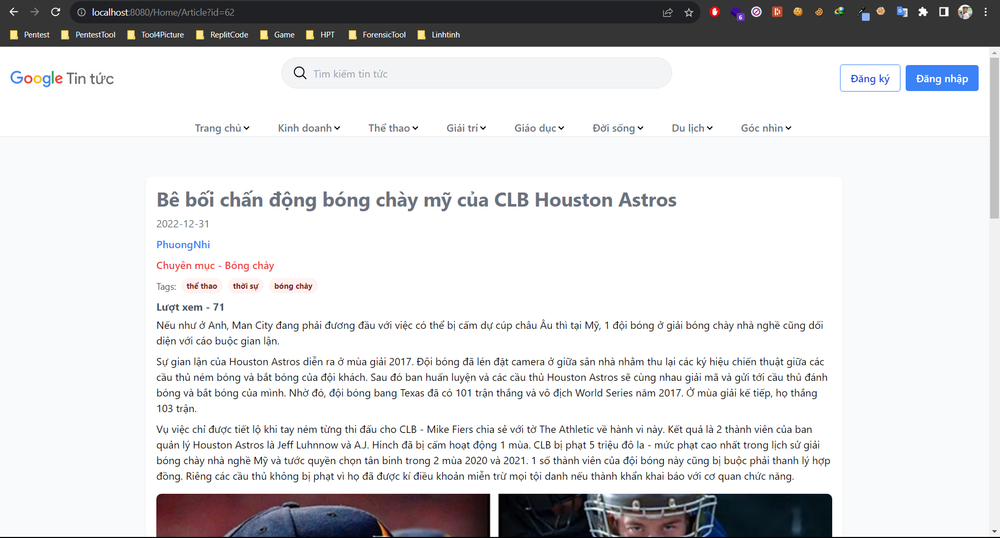 localhost:8080/Home/Article?id=62
6
Pentest PentestTool Tool4Picture ReplitCode Game HPT ForensicTool Linhtinh
Google Tin tức
Tìm kiếm tin tức
Đăng ký Đăng nhập
Trang chủ Kinh doanh Thể thao Giải trí Giáo dục Đời sống Du lịch Góc nhìn
Bê bối chấn động bóng chày mỹ của CLB Houston Astros
2022-12-31
PhuongNhi
Chuyên mục - Bóng chày
Tags: thể thao thời sự bóng chày
Lượt xem - 71
Nếu như ở Anh, Man City đang phải đương đầu với việc có thể bị cấm dự cúp châu Âu thì tại Mỹ, 1 đội bóng ở giải bóng chày nhà nghề cũng dối
diện với cáo buộc gian lận.
Sự gian lận của Houston Astros diễn ra ở mùa giải 2017. Đội bóng đã lén đặt camera ở giữa sân nhà nhằm thu lại các ký hiệu chiến thuật giữa các
cầu thủ ném bóng và bắt bóng của đội khách. Sau đó ban huấn luyện và các cầu thủ Houston Astros sẽ cùng nhau giải mã và gửi tới cầu thủ đánh
bóng và bắt bóng của mình. Nhờ đó, đội bóng bang Texas đã có 101 trận thắng và vô địch World Series năm 2017. Ở mùa giải kế tiếp, họ thắng
103 trận.
Vụ việc chỉ được tiết lộ khi tay ném từng thi đấu cho CLB - Mike Fiers chia sẻ với tờ The Athletic về hành vi này. Kết quả là 2 thành viên của ban
quản lý Houston Astros là Jeff Luhnnow và A.J. Hinch đã bị cấm hoạt động 1 mùa. CLB bị phạt 5 triệu đô la - mức phạt cao nhất trong lịch sử giải
bóng chày nhà nghề Mỹ và tước quyền chọn tân binh trong 2 mùa 2020 và 2021. 1 số thành viên của đội bóng này cũng bị buộc phải thanh lý hợp
đồng. Riêng các cầu thủ không bị phạt vì họ đã được kí điều khoản miễn trừ mọi tội danh nếu thành khẩn khai báo với cơ quan chức năng.